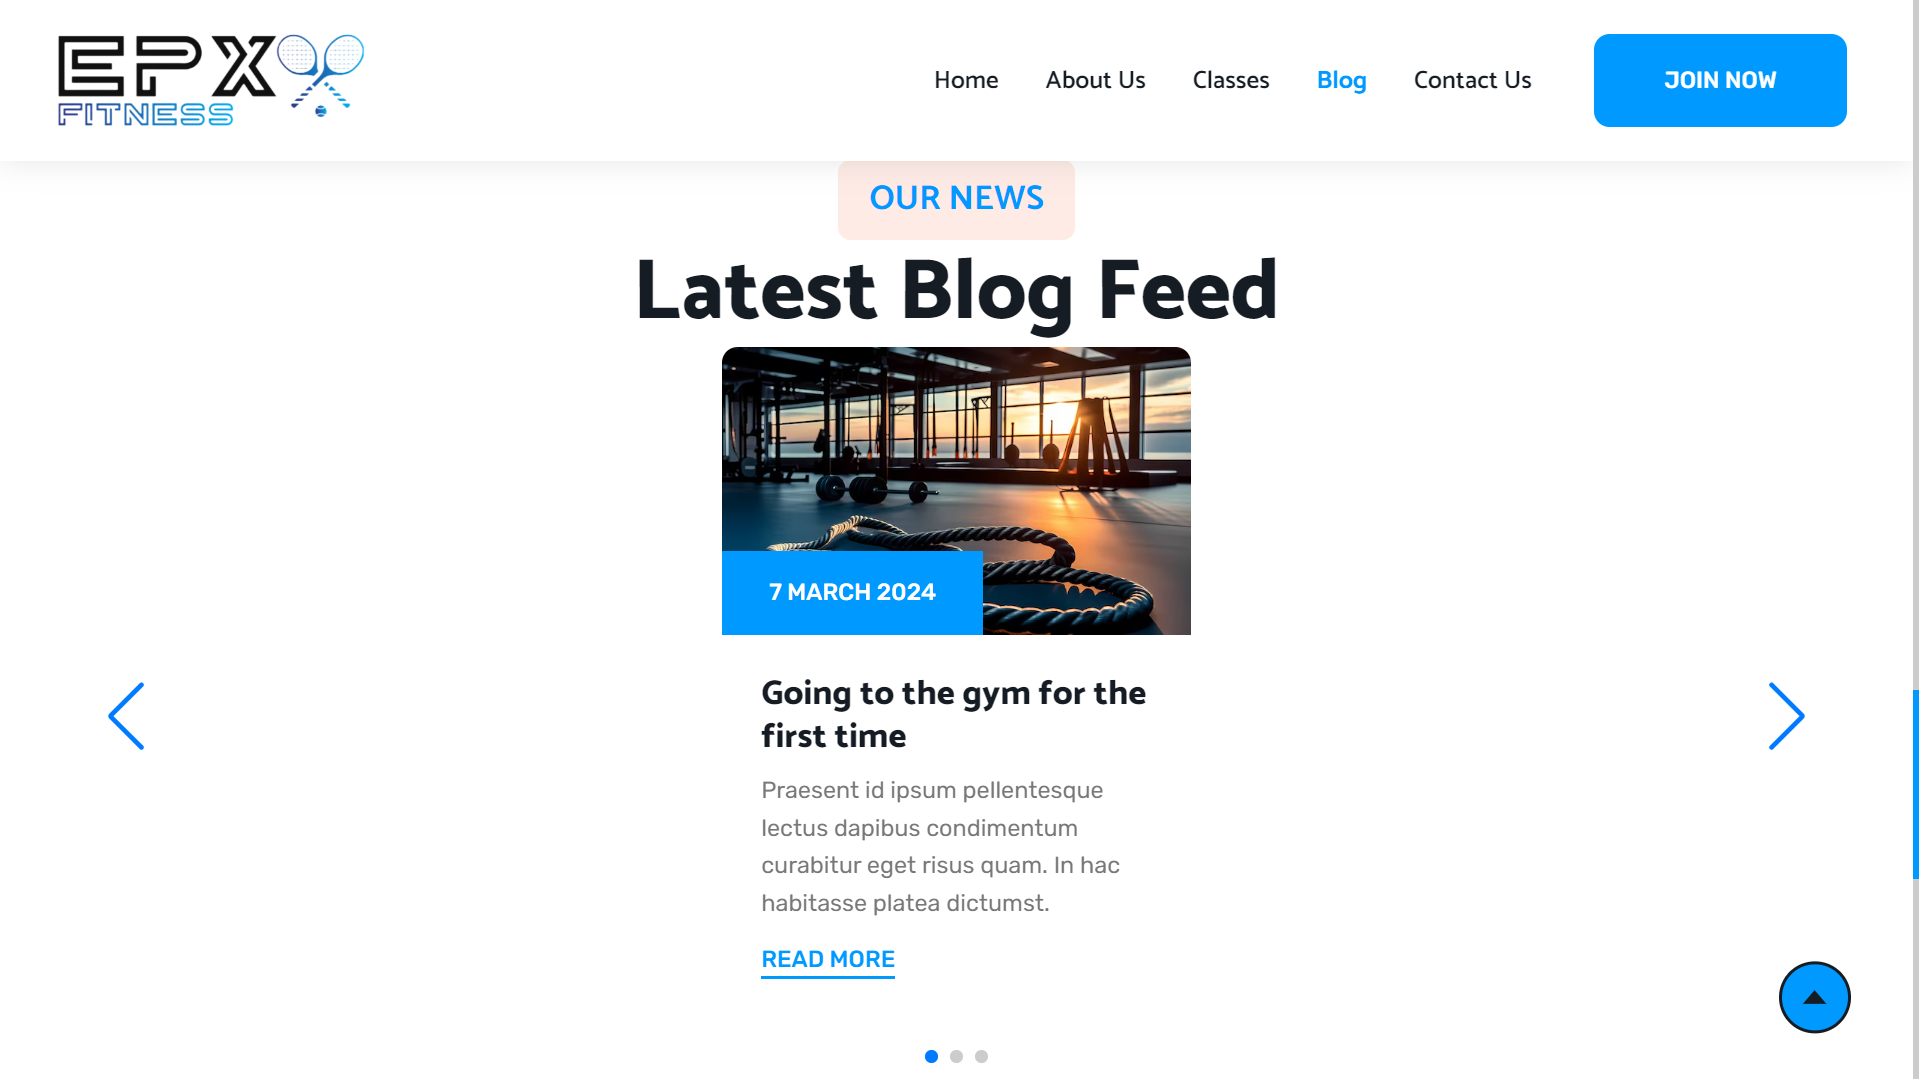 EPX
FITNESS
Home
About Us
Classes
Blog
Contact Us
JOIN NOW
OUR NEWS
Latest Blog Feed
7 MARCH 2024
Going to the gym for the
first time
Praesent id ipsum pellentesque
lectus dapibus condimentum
curabitur eget risus quam. In hac
habitasse platea dictumst.
READ MORE